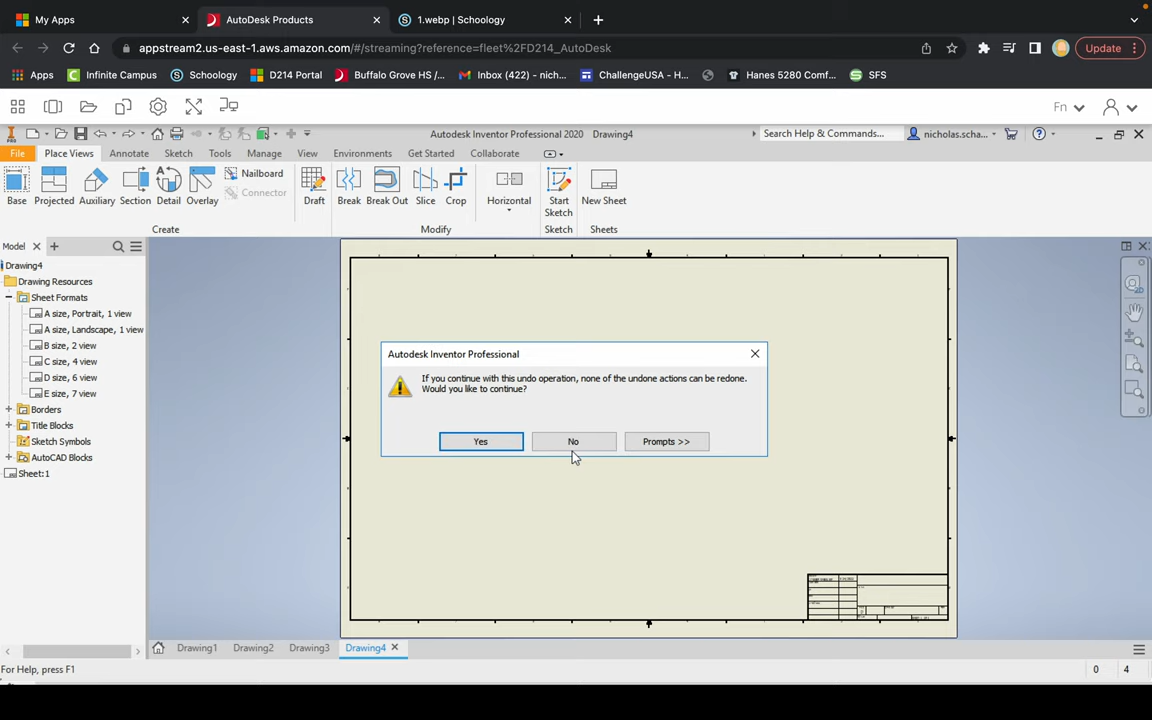 My Apps
AutoDesk Products
1.webp | Schoology
appstream2.us-east-1.aws.amazon.com/#/streaming?reference=fleet%2FD214_AutoDesk
Update
Apps
Infinite Campus
Schoology
D214 Portal
Buffalo Grove HS /...
Inbox (422) - nich...
ChallengeUSA - H...
Hanes 5280 Comf...
SFS
Fn
Autodesk Inventor Professional 2020 Drawing4
Search Help & Commands...
nicholas.scha...
File
Place Views
Annotate
Sketch
Tools
Manage
View
Environments
Get Started
Collaborate
Base
Projected
Auxiliary
Section
Detail
Overlay
Nailboard
Connector
Draft
Break
Break Out
Slice
Crop
Horizontal
Start
Sketch
New Sheet
Create
Modify
Sketch
Sheets
Model
Drawing4
Drawing Resources
Sheet Formats
A size, Portrait, 1 view
A size, Landscape, 1 view
B size, 2 view
C size, 4 view
D size, 6 view
E size, 7 view
Borders
Title Blocks
Sketch Symbols
AutoCAD Blocks
Sheet:1
Autodesk Inventor Professional
If you continue with this undo operation, none of the undone actions can be redone.
Would you like to continue?
Yes
No
Prompts >>
Drawing1
Drawing2
Drawing3
Drawing4
For Help, press F1
0
4